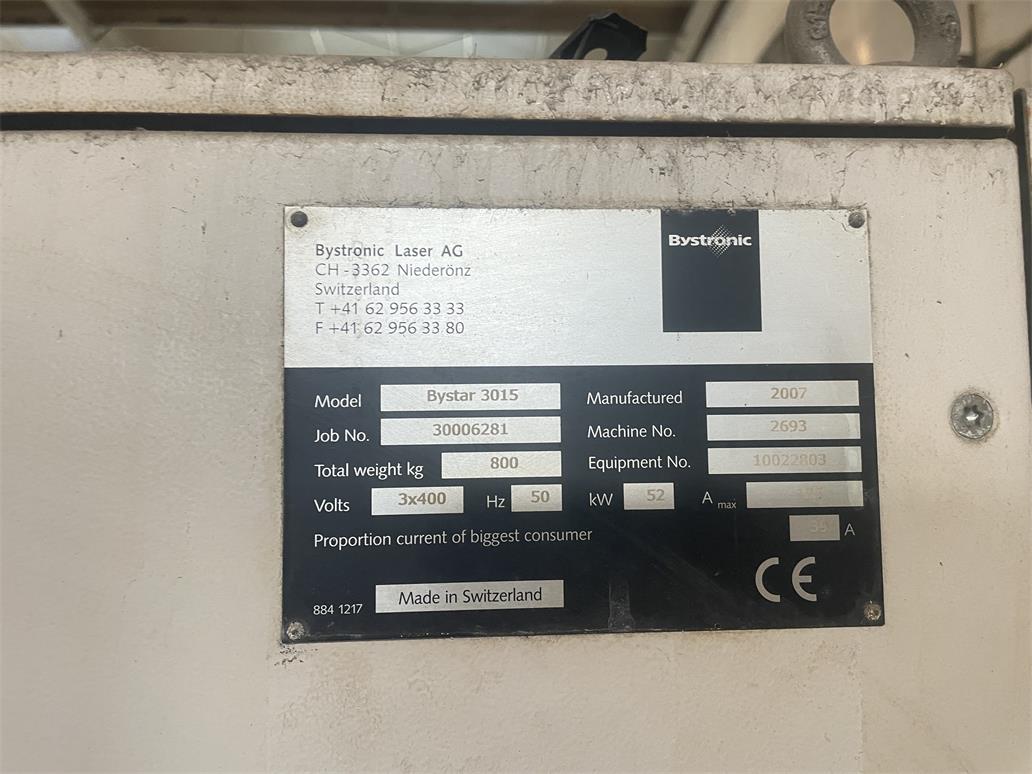 Bystronic Laser AG
CH - 3362 Niederönz
Switzerland
T +41 62 956 33 33
F +41 62 956 33 80
Bystronic
Model Bystar 3015 Manufactured 2007
Job No. 30006281 Machine No. 2693
Total weight kg 800 Equipment No. 10022803
Volts 3x400 Hz 50 kW 52 A max
Proportion current of biggest consumer A
884 1217 Made in Switzerland CE